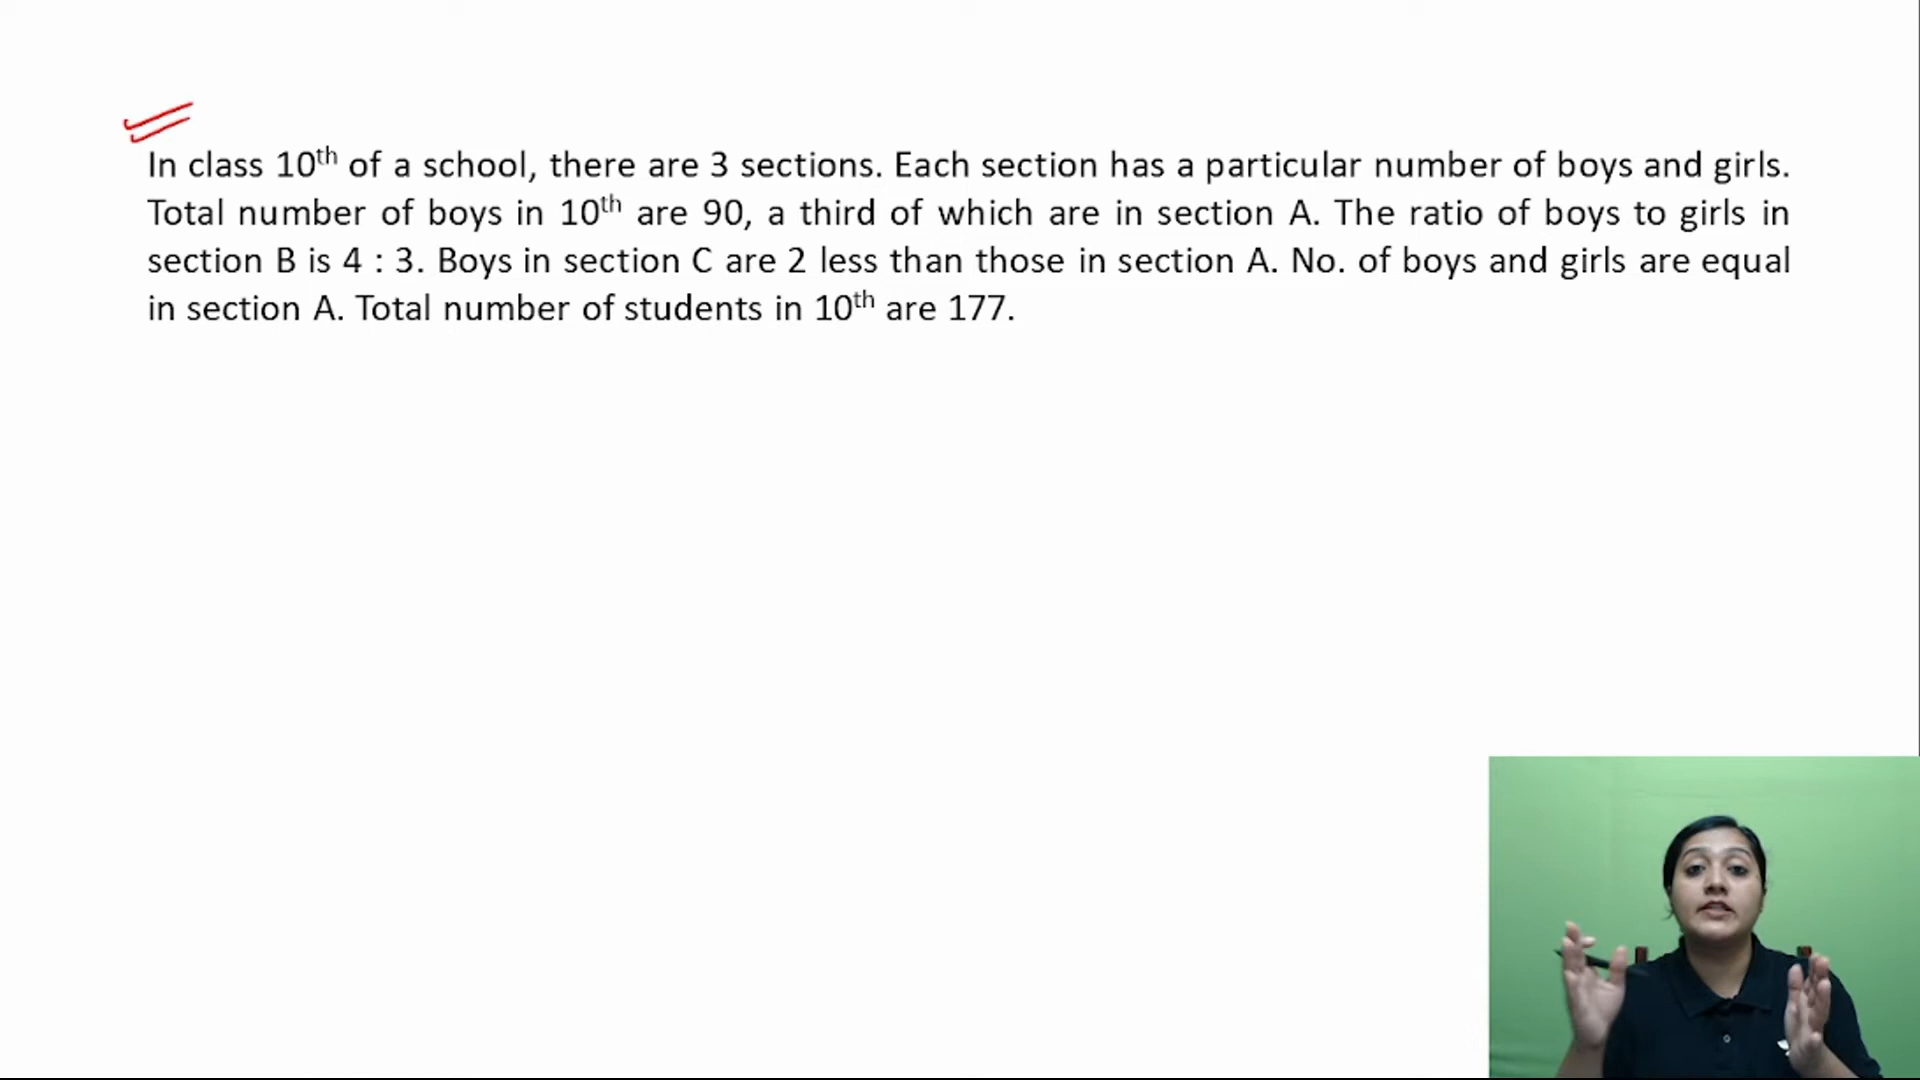 In class 10th of a school, there are 3 sections. Each section has a particular number of boys and girls.
Total number of boys in 10th are 90, a third of which are in section A. The ratio of boys to girls in
section B is 4 : 3. Boys in section C are 2 less than those in section A. No. of boys and girls are equal
in section A. Total number of students in 10th are 177.